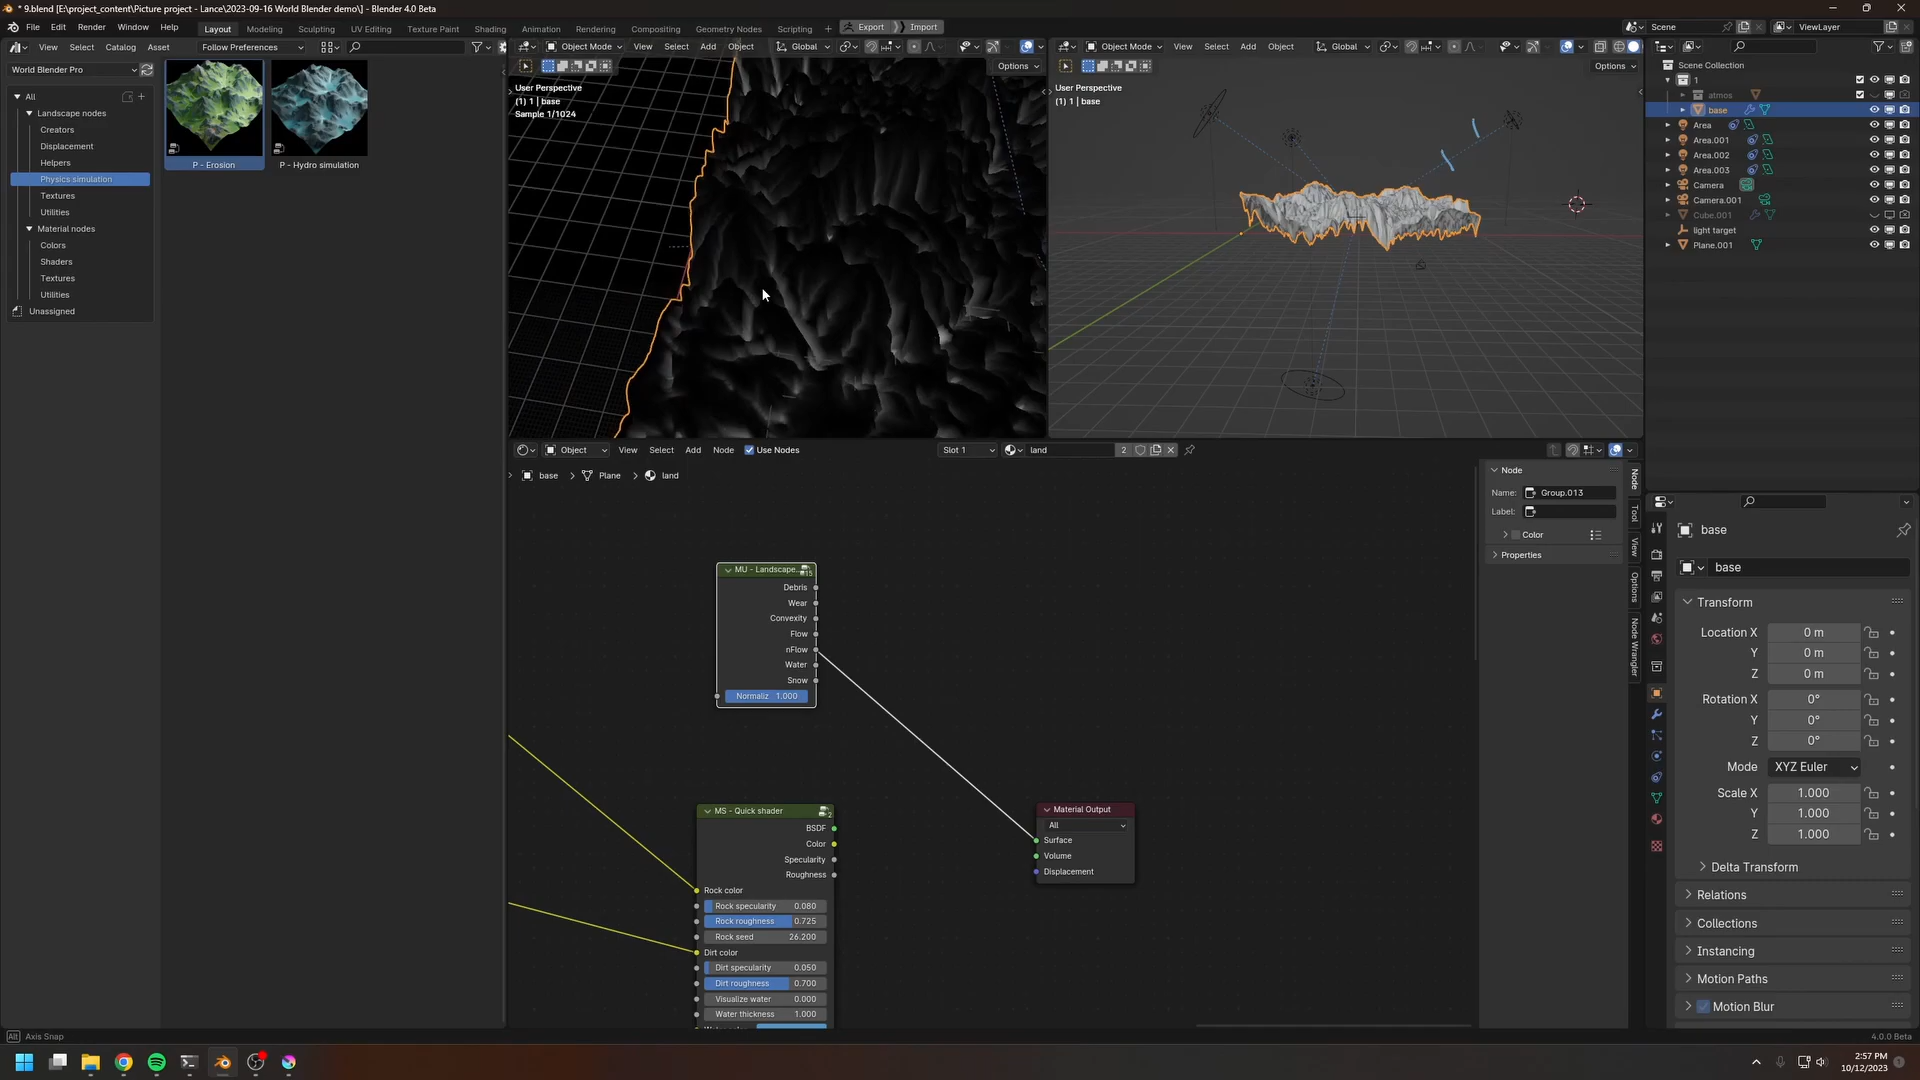 * 9.blend [E:\project_content\Picture project - Lance\2023-09-16 World Blender demo\] - Blender 4.0 Beta
File Edit Render Window Help
Layout Modeling Sculpting UV Editing Texture Paint Shading Animation Rendering Compositing Geometry Nodes Scripting +
Export Import
Scene
ViewLayer
View Select Catalog Asset
Follow Preferences
World Blender Pro
All
Landscape nodes
Creators
Displacement
Helpers
Physics simulation
Textures
Utilities
Material nodes
Colors
Shaders
Textures
Utilities
Unassigned
P - Erosion
P - Hydro simulation
Object Mode View Select Add Object Global
Options
User Perspective
(1) 1 | base
Sample 1/1024
Object Mode View Select Add Object Global
Options
User Perspective
(1) 1 | base
Object View Select Add Node Use Nodes Slot 1 land 2
base > Plane > land
MU - Landscape.. 15
Debris
Wear
Convexity
Flow
nFlow
Water
Snow
Normaliz 1.000
MS - Quick shader 2
BSDF
Color
Specularity
Roughness
Rock color
Rock specularity 0.080
Rock roughness 0.725
Rock seed 26.200
Dirt color
Dirt specularity 0.050
Dirt roughness 0.700
Visualize water 0.000
Water thickness 1.000
Material Output
All
Surface
Volume
Displacement
Node
Name: Group.013
Label:
Color
Properties
Node
Tool
View
Options
Node Wrangler
Scene Collection
1
atmos
base
Area
Area.001
Area.002
Area.003
Camera
Camera.001
Cube.001
light target
Plane.001
base
base
Transform
Location X 0 m
Y 0 m
Z 0 m
Rotation X 0°
Y 0°
Z 0°
Mode XYZ Euler
Scale X 1.000
Y 1.000
Z 1.000
Delta Transform
Relations
Collections
Instancing
Motion Paths
Motion Blur
Alt Axis Snap
4.0.0 Beta
2:57 PM
10/12/2023